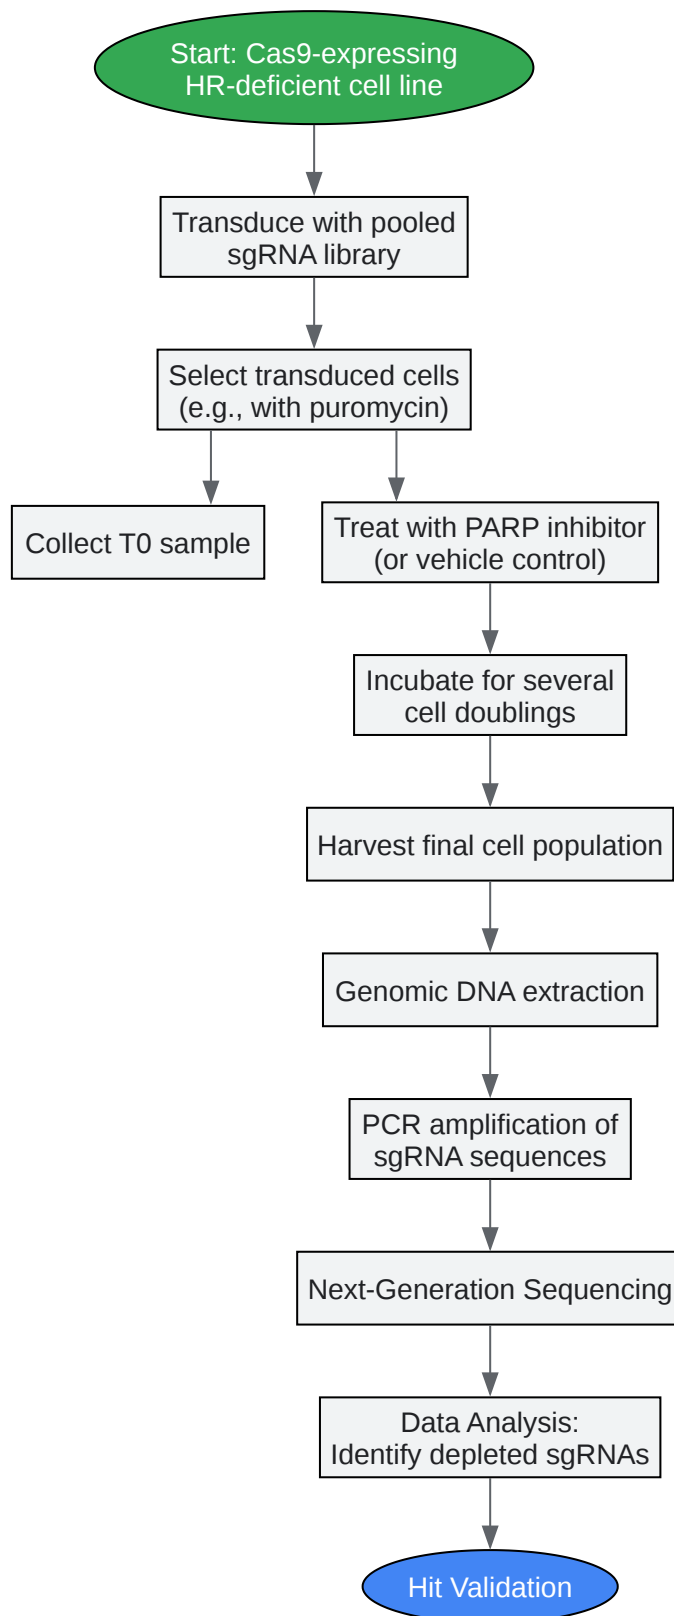 Start: Cas9-expressing
HR-deficient cell line
Transduce with pooled
sgRNA library
Select transduced cells
(e.g., with puromycin)
Collect T0 sample
Treat with PARP inhibitor
(or vehicle control)
Incubate for several
cell doublings
Harvest final cell population
Genomic DNA extraction
PCR amplification of
sgRNA sequences
Next-Generation Sequencing
Data Analysis:
Identify depleted sgRNAs
Hit Validation